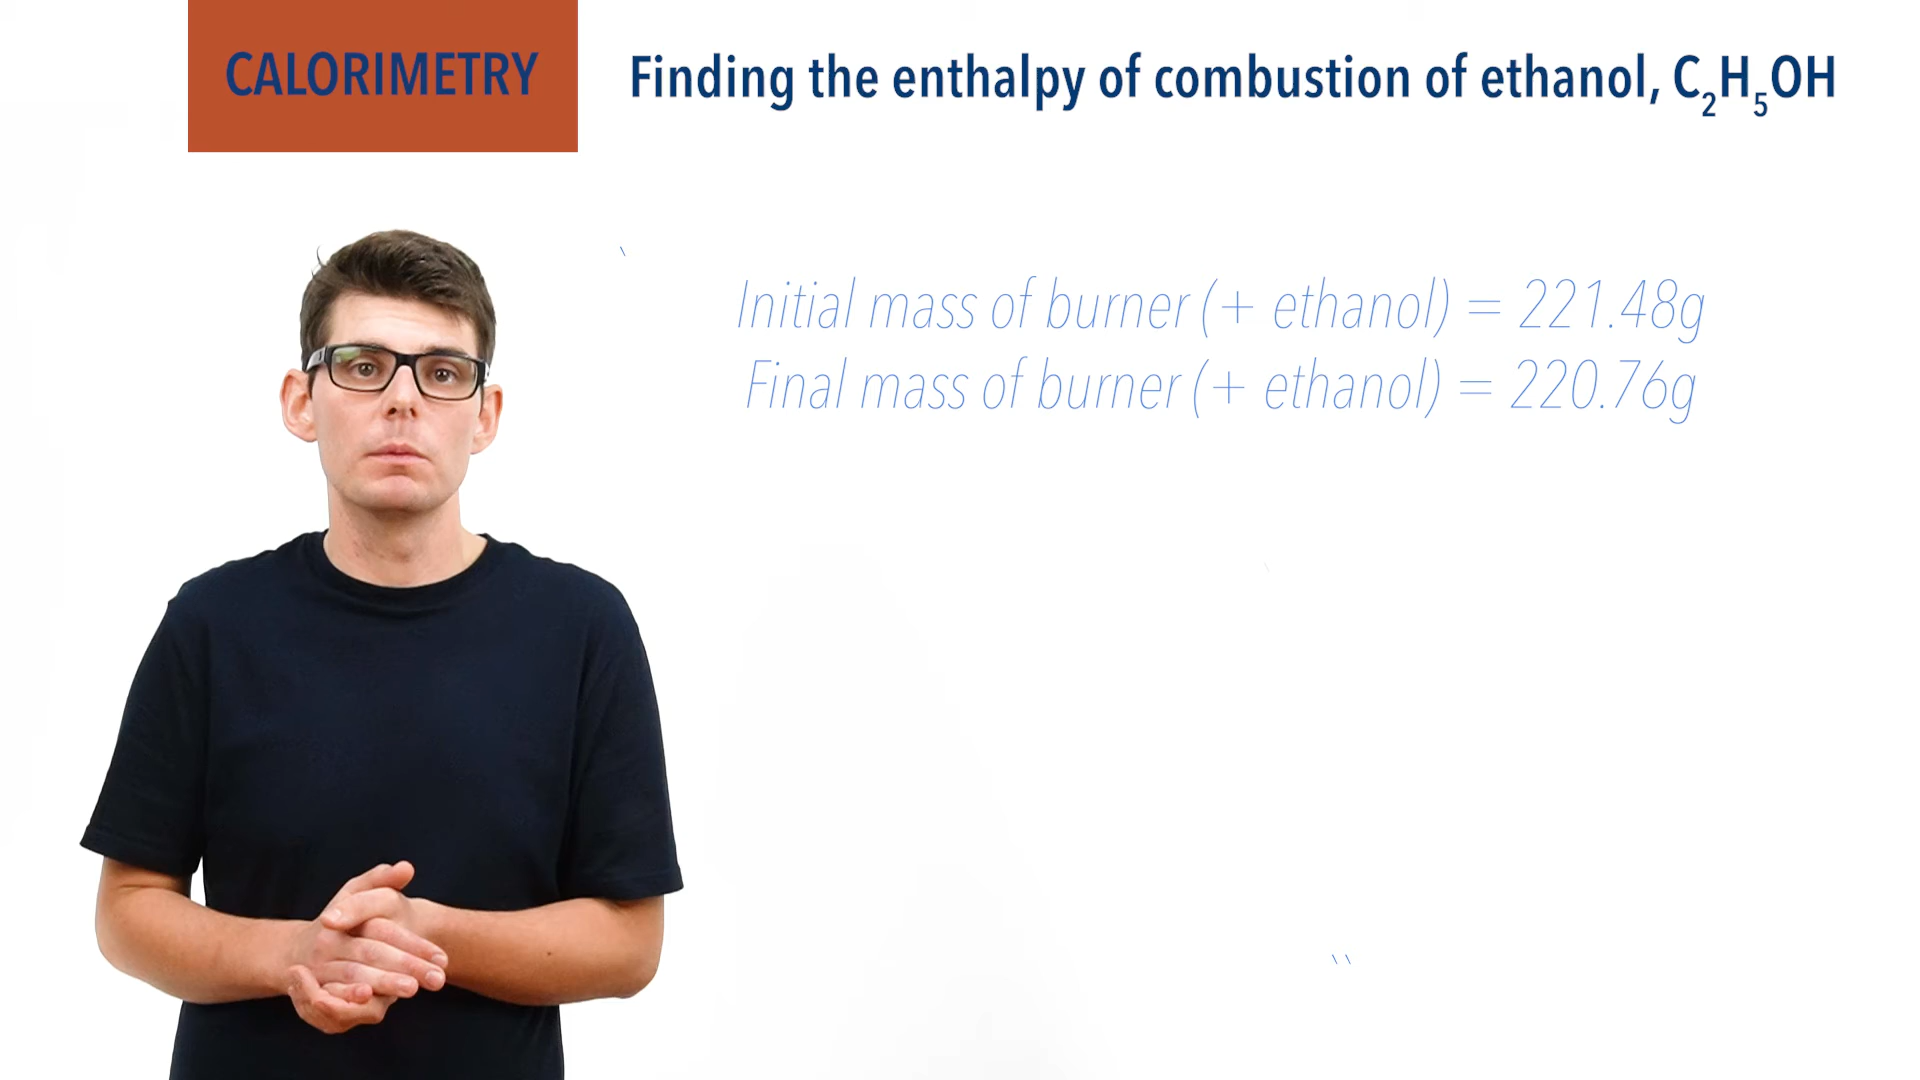 CALORIMETRY
Finding the enthalpy of combustion of ethanol, C₂H₅OH
Initial mass of burner (+ ethanol) = 221.48g
Final mass of burner (+ ethanol) = 220.76g